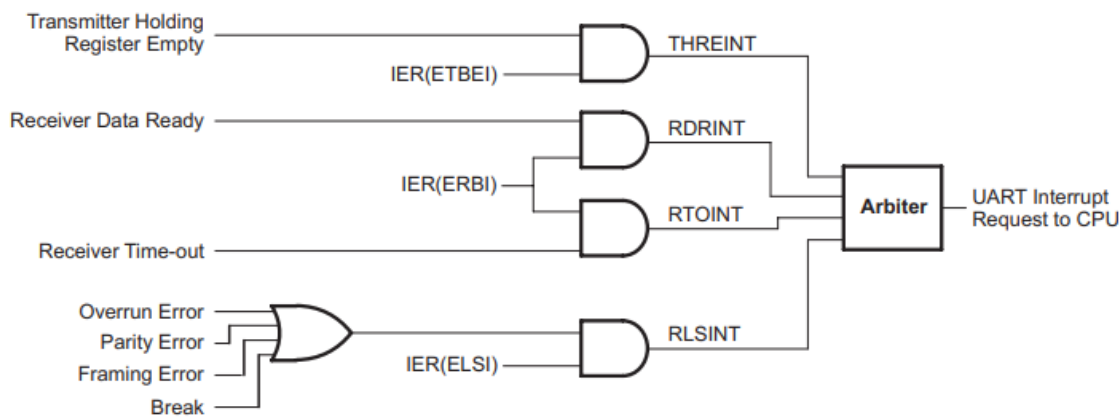 Transmitter Holding
Register Empty
THREINT
IER(ETBEI)
Receiver Data Ready
RDRINT
IER(ERBI)
Arbiter
UART Interrupt
Request to CPU
RTOINT
Receiver Time-out
Overrun Error
Parity Error
RLSINT
Framing Error
IER(ELSI)
Break